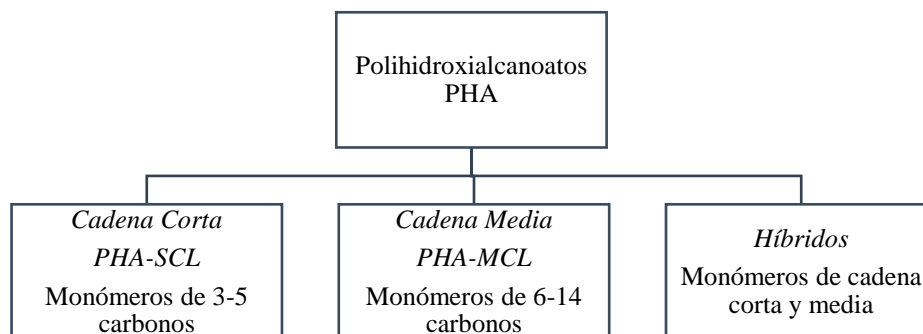 Polihidroxialcanoatos
PHA
Cadena Corta
PHA-SCL
Monómeros de 3-5
carbonos
Cadena Media
PHA-MCL
Monómeros de 6-14
carbonos
Híbridos
Monómeros de cadena
corta y media